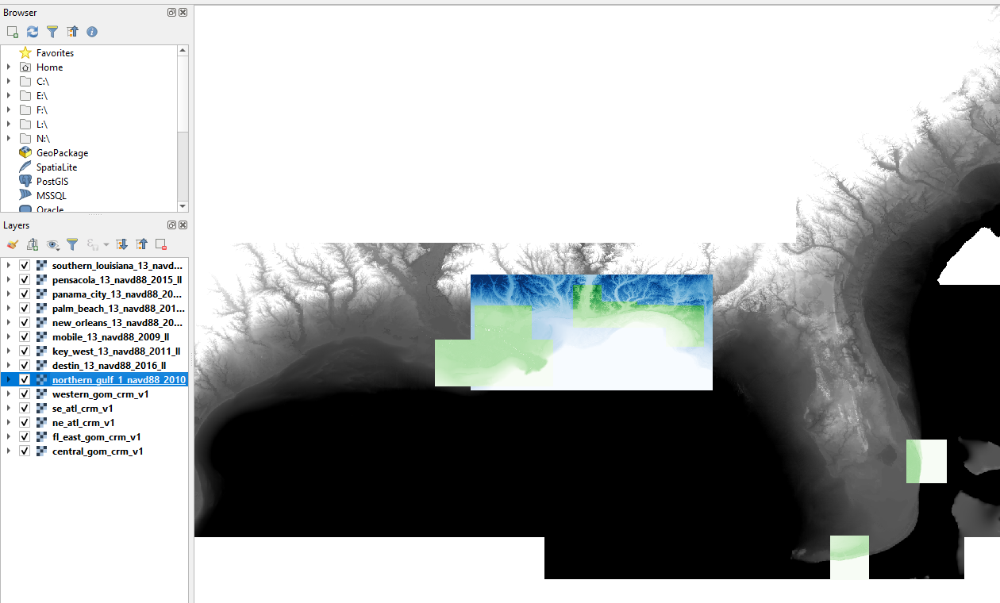 Browser
Favorites
Home
C:\
E:\
F:\
L:\
N:\
GeoPackage
SpatiaLite
PostGIS
MSSQL
Oracle
Layers
southern_louisiana_13_navd...
pensacola_13_navd88_2015_ll
panama_city_13_navd88_20...
palm_beach_13_navd88_201...
new_orleans_13_navd88_20...
mobile_13_navd88_2009_ll
key_west_13_navd88_2011_ll
destin_13_navd88_2016_ll
northern_gulf_1_navd88_2010
western_gom_crm_v1
se_atl_crm_v1
ne_atl_crm_v1
fl_east_gom_crm_v1
central_gom_crm_v1